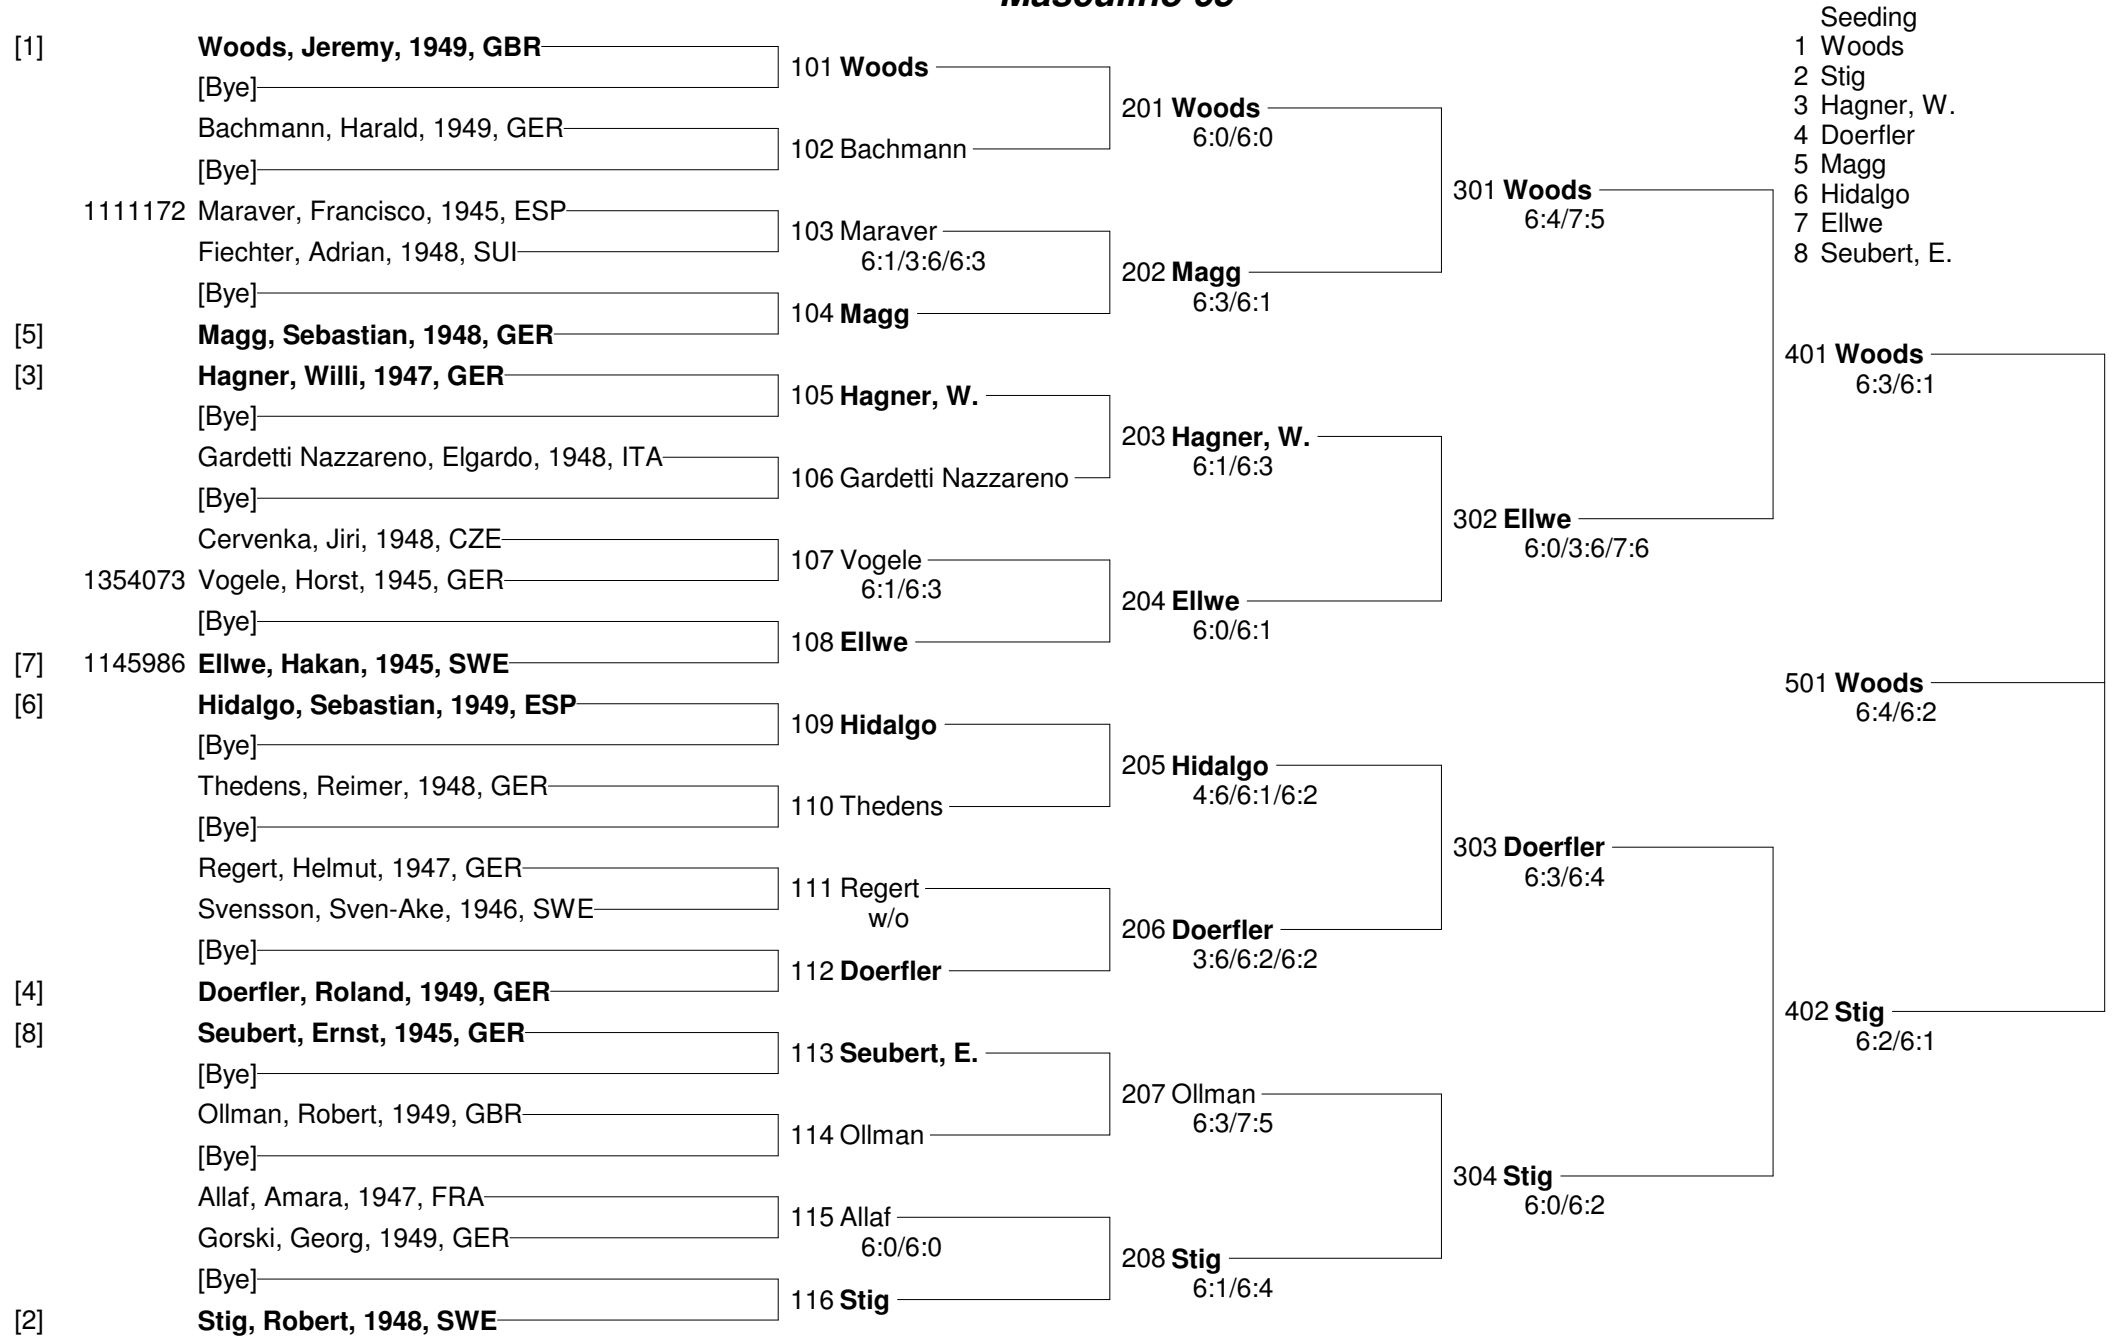 Seeding
[1] Woods, Jeremy, 1949, GBR
[Bye]
Bachmann, Harald, 1949, GER
[Bye]
1111172 Maraver, Francisco, 1945, ESP
Fiechter, Adrian, 1948, SUI
[Bye]
[5] Magg, Sebastian, 1948, GER
[3] Hagner, Willi, 1947, GER
[Bye]
Gardetti Nazzareno, Elgardo, 1948, ITA
[Bye]
Cervenka, Jiri, 1948, CZE
1354073 Vogele, Horst, 1945, GER
[Bye]
[7] 1145986 Ellwe, Hakan, 1945, SWE
[6] Hidalgo, Sebastian, 1949, ESP
[Bye]
Thedens, Reimer, 1948, GER
[Bye]
Regert, Helmut, 1947, GER
Svensson, Sven-Ake, 1946, SWE
[Bye]
[4] Doerfler, Roland, 1949, GER
[8] Seubert, Ernst, 1945, GER
[Bye]
Ollman, Robert, 1949, GBR
[Bye]
Allaf, Amara, 1947, FRA
Gorski, Georg, 1949, GER
[Bye]
[2] Stig, Robert, 1948, SWE
101 Woods
102 Bachmann
103 Maraver
6:1/3:6/6:3
104 Magg
105 Hagner, W.
106 Gardetti Nazzareno
107 Vogele
6:1/6:3
108 Ellwe
109 Hidalgo
110 Thedens
111 Regert
w/o
112 Doerfler
113 Seubert, E.
114 Ollman
115 Allaf
6:0/6:0
116 Stig
201 Woods
6:0/6:0
202 Magg
6:3/6:1
203 Hagner, W.
6:1/6:3
204 Ellwe
6:0/6:1
205 Hidalgo
4:6/6:1/6:2
206 Doerfler
3:6/6:2/6:2
207 Ollman
6:3/7:5
208 Stig
6:1/6:4
301 Woods
6:4/7:5
302 Ellwe
6:0/3:6/7:6
303 Doerfler
6:3/6:4
304 Stig
6:0/6:2
1 Woods
2 Stig
3 Hagner, W.
4 Doerfler
5 Magg
6 Hidalgo
7 Ellwe
8 Seubert, E.
401 Woods
6:3/6:1
501 Woods
6:4/6:2
402 Stig
6:2/6:1